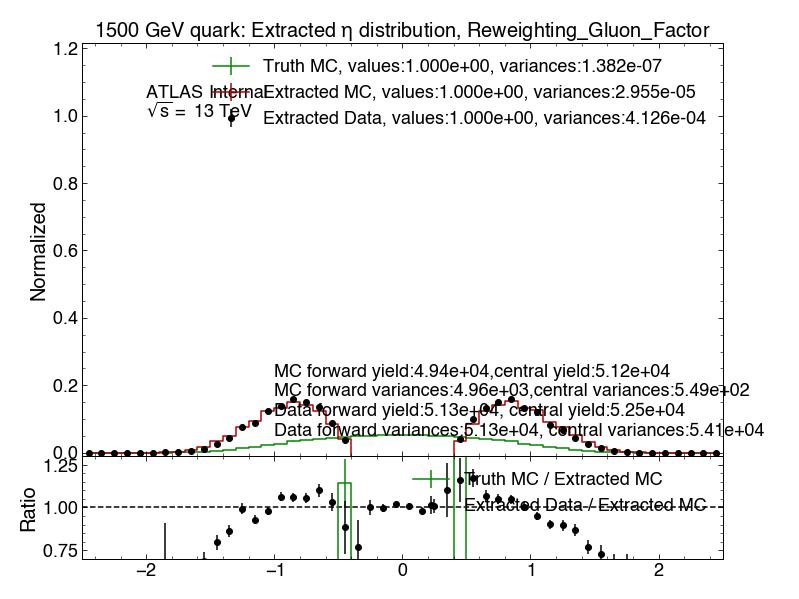 1500 GeV quark: Extracted η distribution, Reweighting_Gluon_Factor
Truth MC, values:1.000e+00, variances:1.382e-07
ATLAS Internal
Extracted MC, values:1.000e+00, variances:2.955e-05
√s = 13 TeV
Extracted Data, values:1.000e+00, variances:4.126e-04
Normalized
1.2
1.0
0.8
0.6
0.4
0.2
0.0
MC forward yield:4.94e+04,central yield:5.12e+04
MC forward variances:4.96e+03,central variances:5.49e+02
Data forward yield:5.13e+04, central yield:5.25e+04
Data forward variances:5.13e+04, central variances:5.41e+04
Ratio
1.25
1.00
0.75
Truth MC / Extracted MC
Extracted Data / Extracted MC
−2 −1 0 1 2